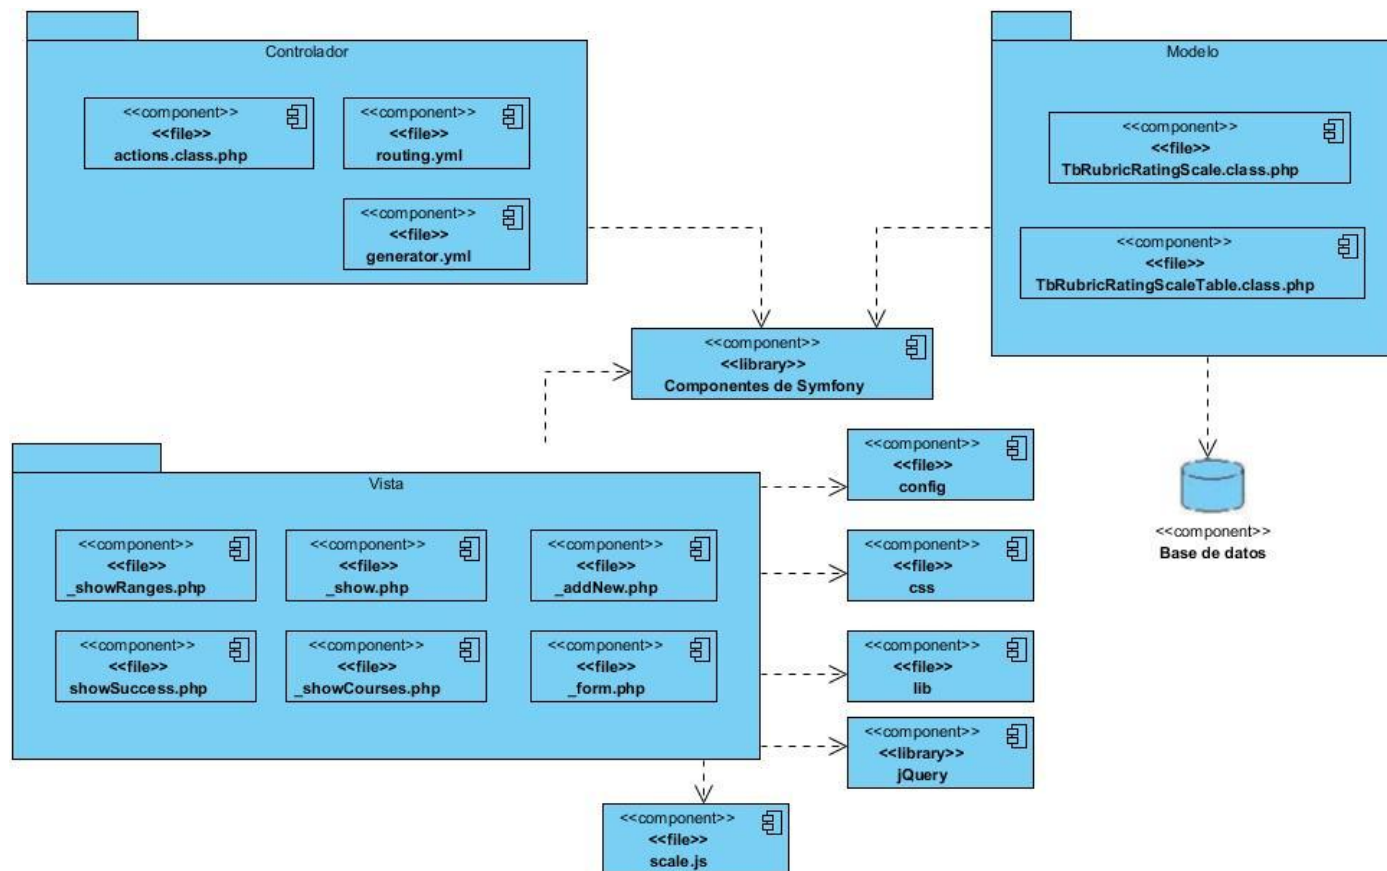 Controlador
<<component>>
<<file>>
actions.class.php
<<component>>
<<file>>
routing.yml
<<component>>
<<file>>
generator.yml
Modelo
<<component>>
<<file>>
TbRubricRatingScale.class.php
<<component>>
<<file>>
TbRubricRatingScaleTable.class.php
<<component>>
<<library>>
Componentes de Symfony
Vista
<<component>>
<<file>>
_showRanges.php
<<component>>
<<file>>
_show.php
<<component>>
<<file>>
_addNew.php
<<component>>
<<file>>
showSuccess.php
<<component>>
<<file>>
_showCourses.php
<<component>>
<<file>>
_form.php
<<component>>
<<file>>
config
<<component>>
<<file>>
css
<<component>>
<<file>>
lib
<<component>>
<<library>>
jQuery
<<component>>
<<file>>
scale.js
<<component>>
Base de datos